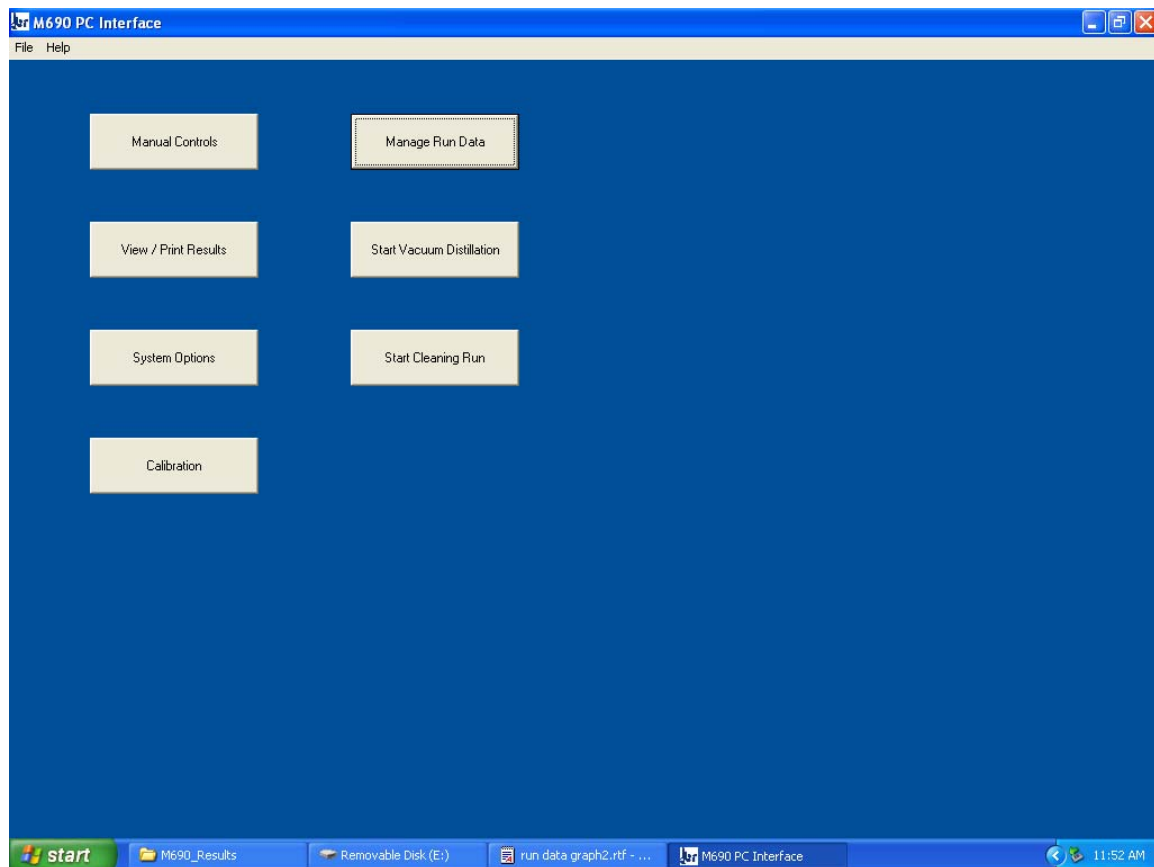 M690 PC Interface
File Help
Manual Controls
Manage Run Data
View / Print Results
Start Vacuum Distillation
System Options
Start Cleaning Run
Calibration
start
M690_Results
Removable Disk (E:)
run data graph2.rtf - ...
M690 PC Interface
11:52 AM